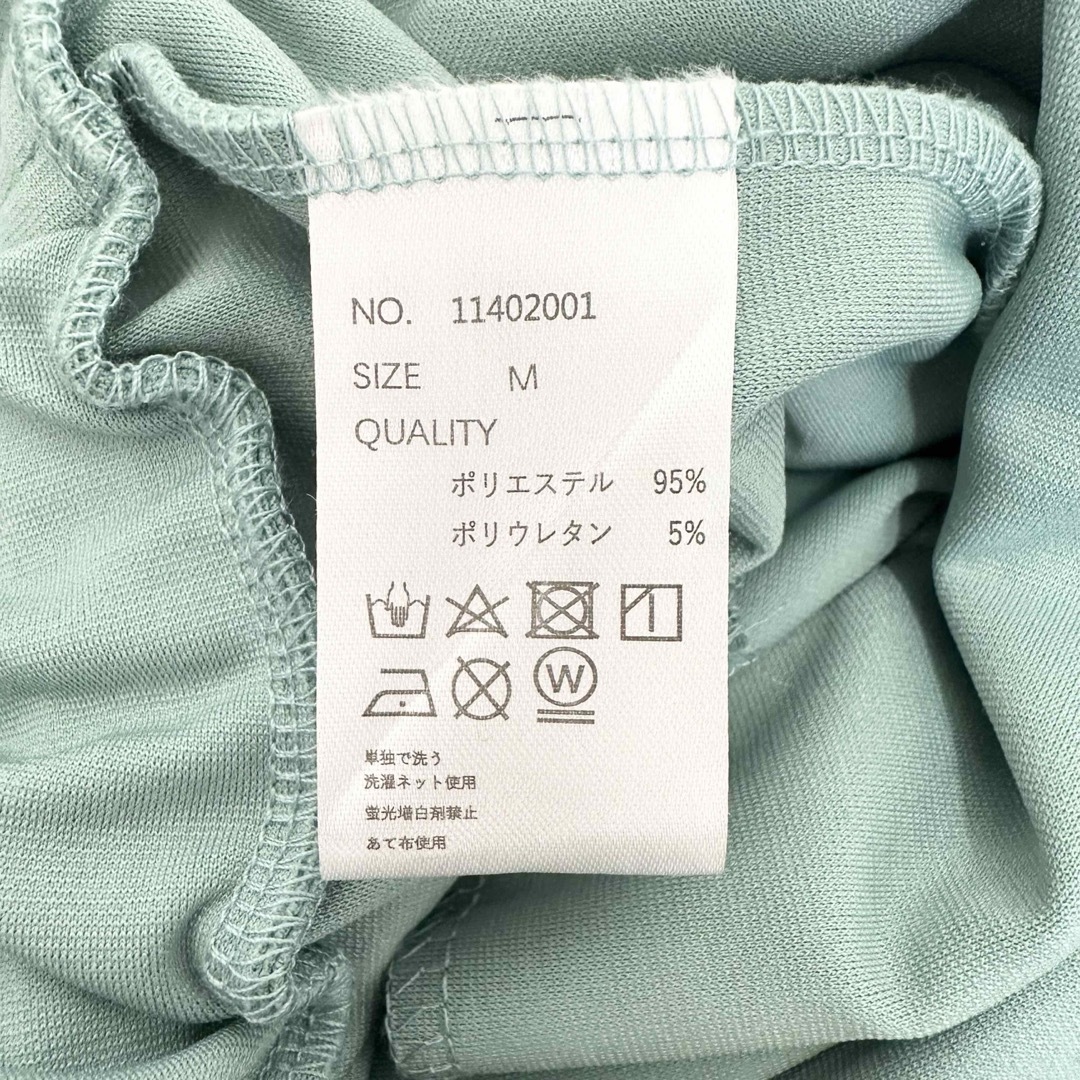 NO. 11402001
SIZE M
QUALITY
ポリエステル 95%
ポリウレタン 5%
W
単独で洗う
洗濯ネット使用
蛍光増白剤禁止
あて布使用